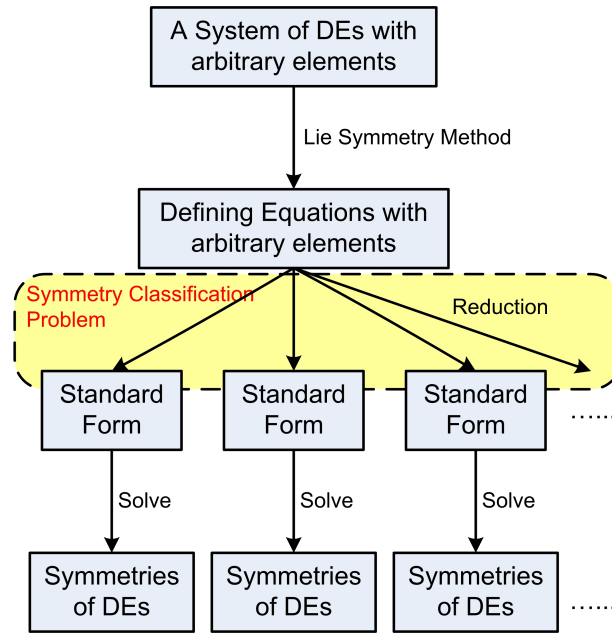 A System of DEs with
arbitrary elements
Lie Symmetry Method
Defining Equations with
arbitrary elements
Symmetry Classification
Problem
Reduction
Standard
Form
Standard
Form
Standard
Form
......
Solve
Solve
Solve
Symmetries
of DEs
Symmetries
of DEs
Symmetries
of DEs
......